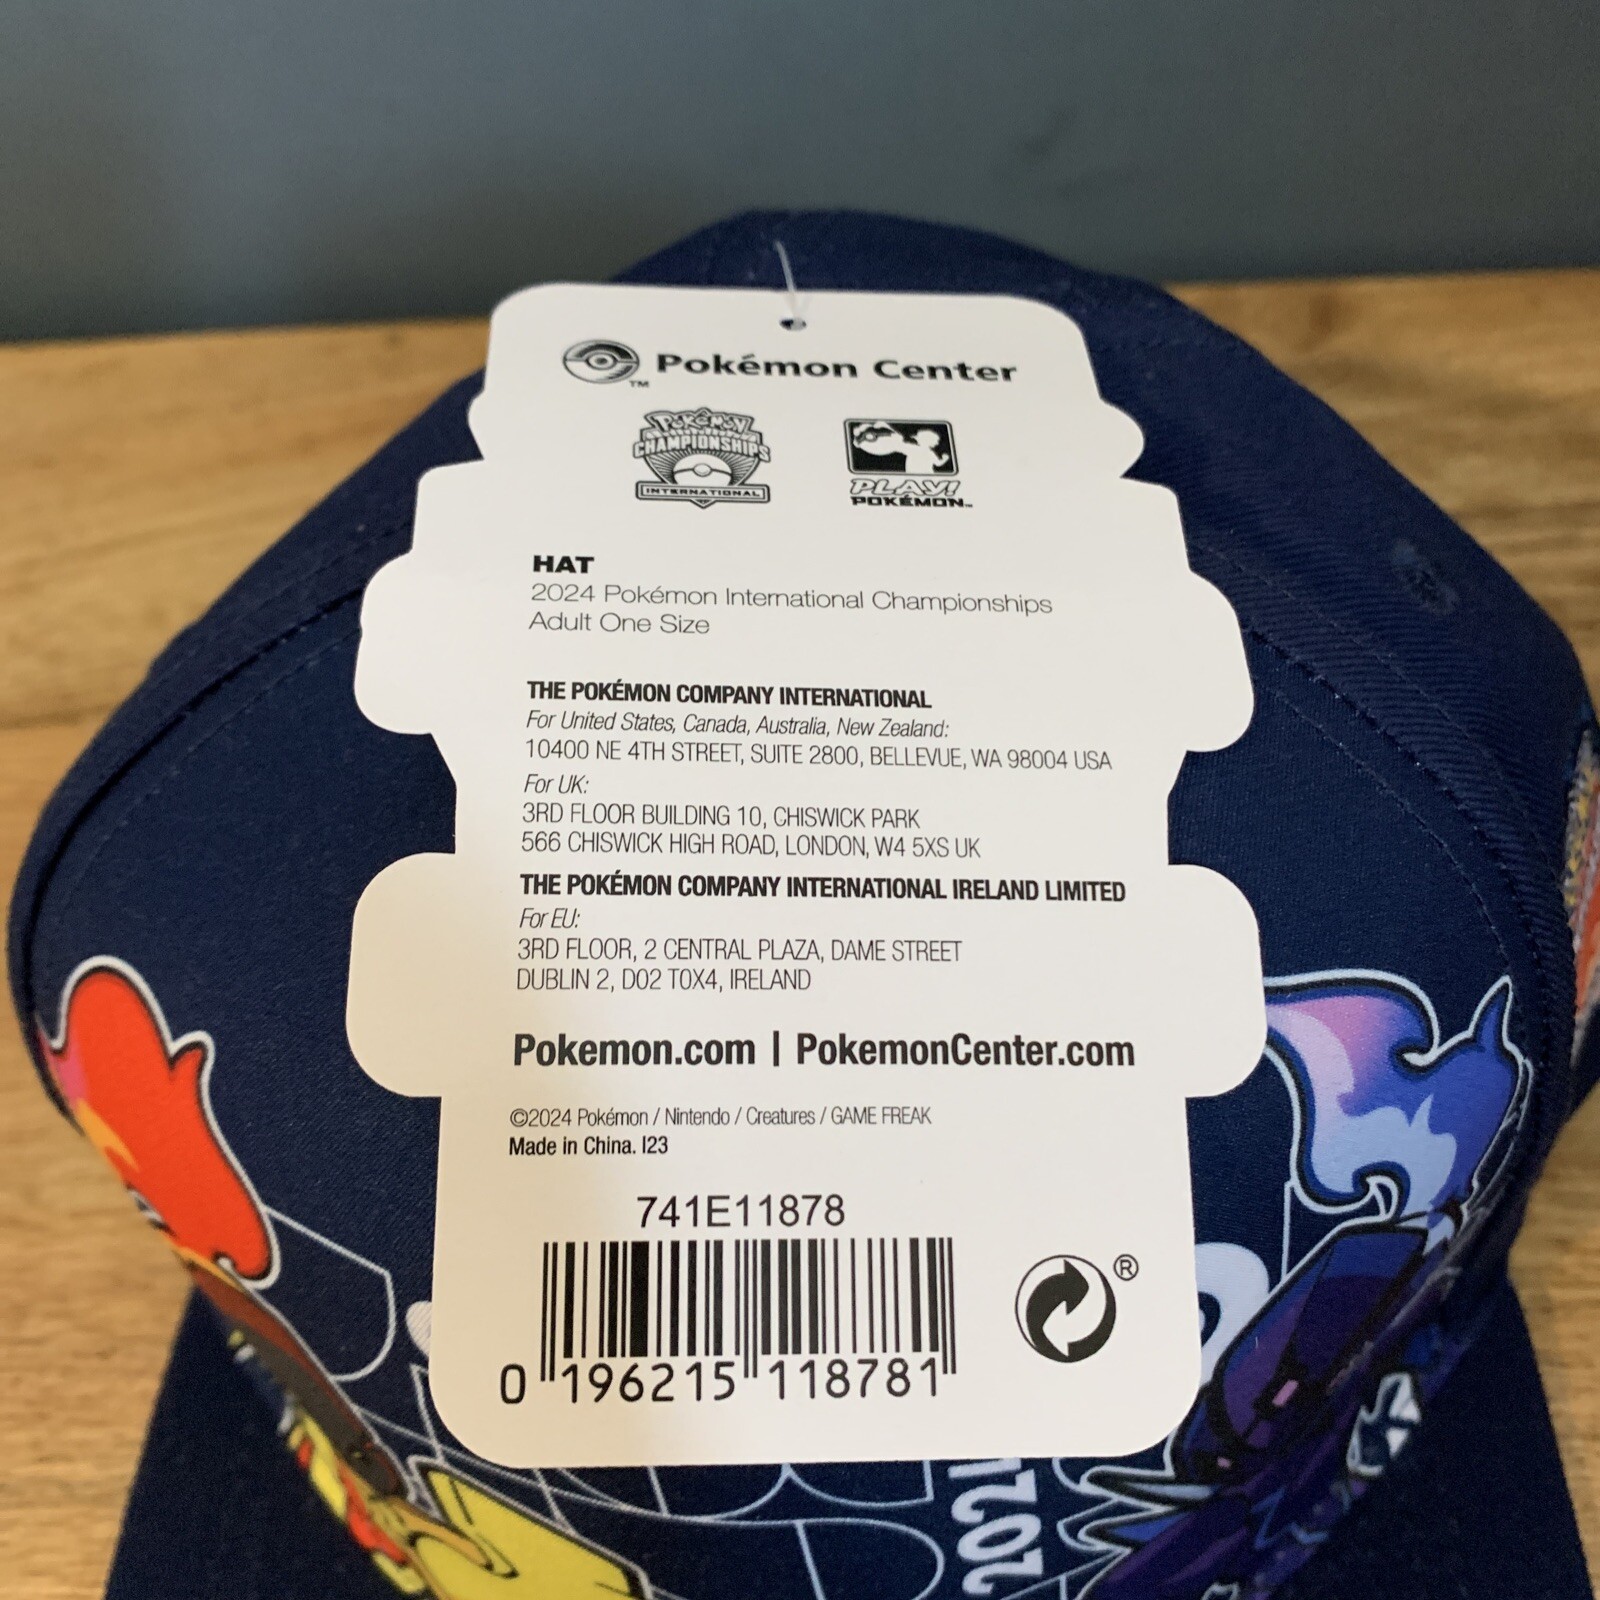 Pokémon Center
TM
Pokémon
CHAMPIONSHIPS
INTERNATIONAL
PLAY!
POKÉMON™
HAT
2024 Pokémon International Championships
Adult One Size
THE POKÉMON COMPANY INTERNATIONAL
For United States, Canada, Australia, New Zealand:
10400 NE 4TH STREET, SUITE 2800, BELLEVUE, WA 98004 USA
For UK:
3RD FLOOR BUILDING 10, CHISWICK PARK
566 CHISWICK HIGH ROAD, LONDON, W4 5XS UK
THE POKÉMON COMPANY INTERNATIONAL IRELAND LIMITED
For EU:
3RD FLOOR, 2 CENTRAL PLAZA, DAME STREET
DUBLIN 2, D02 T0X4, IRELAND
Pokemon.com | PokemonCenter.com
©2024 Pokémon / Nintendo / Creatures / GAME FREAK
Made in China. I23
741E11878
®
0 196215 118781